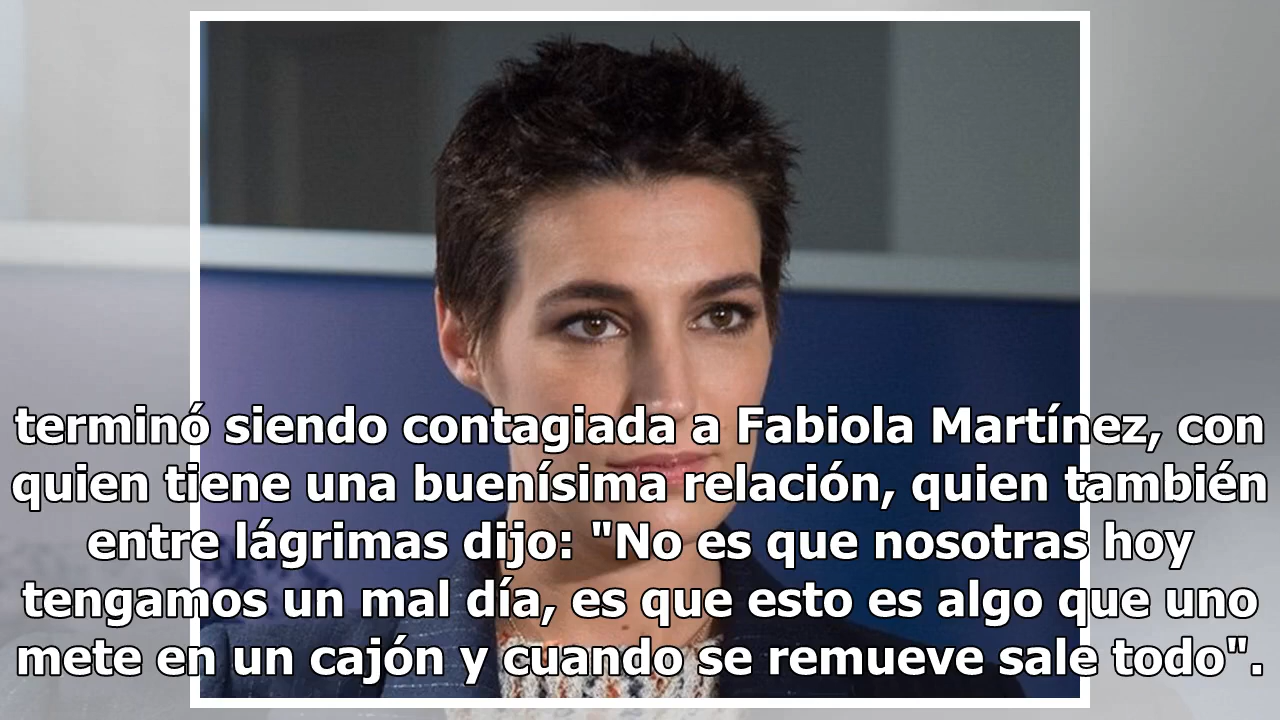 terminó siendo contagiada a Fabiola Martínez, con
quien tiene una buenísima relación, quien también
entre lágrimas dijo: "No es que nosotras hoy
tengamos un mal día, es que esto es algo que uno
mete en un cajón y cuando se remueve sale todo".